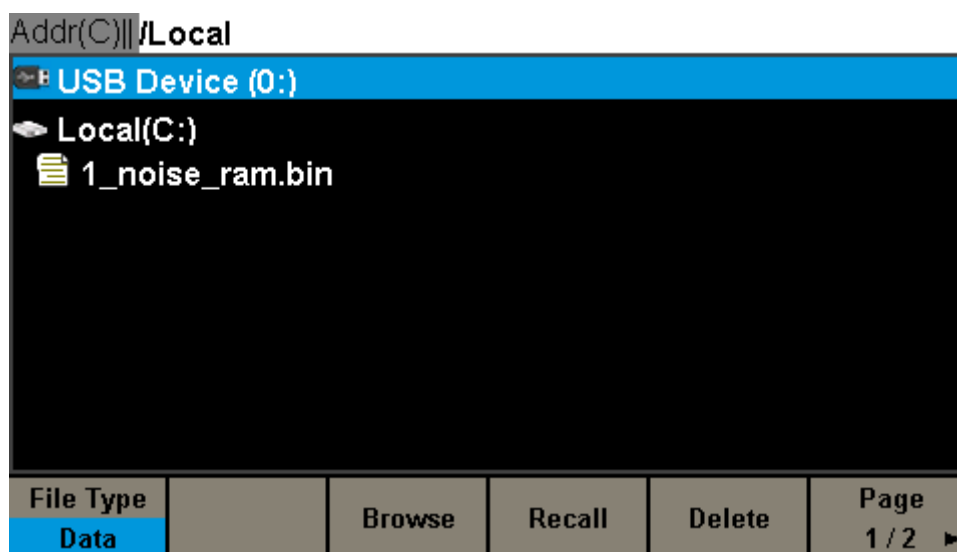 Addr(C)|| /Local
USB Device (0:)
Local(C:)
1_noise_ram.bin
File Type
Data
Browse
Recall
Delete
Page
1 / 2 ►